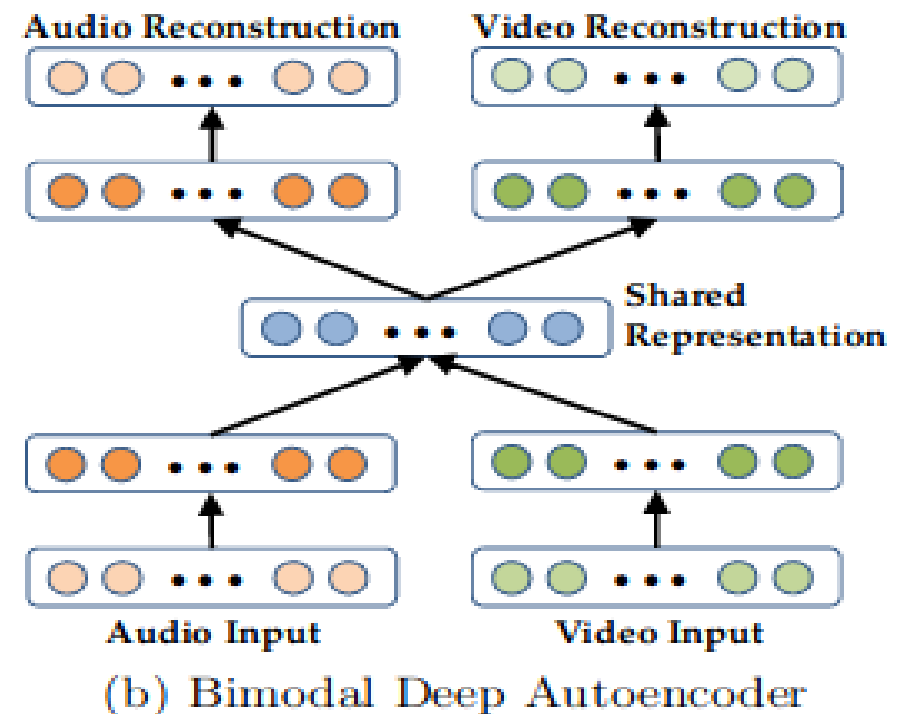 Audio Reconstruction
Video Reconstruction
Shared
Representation
Audio Input
Video Input
(b) Bimodal Deep Autoencoder